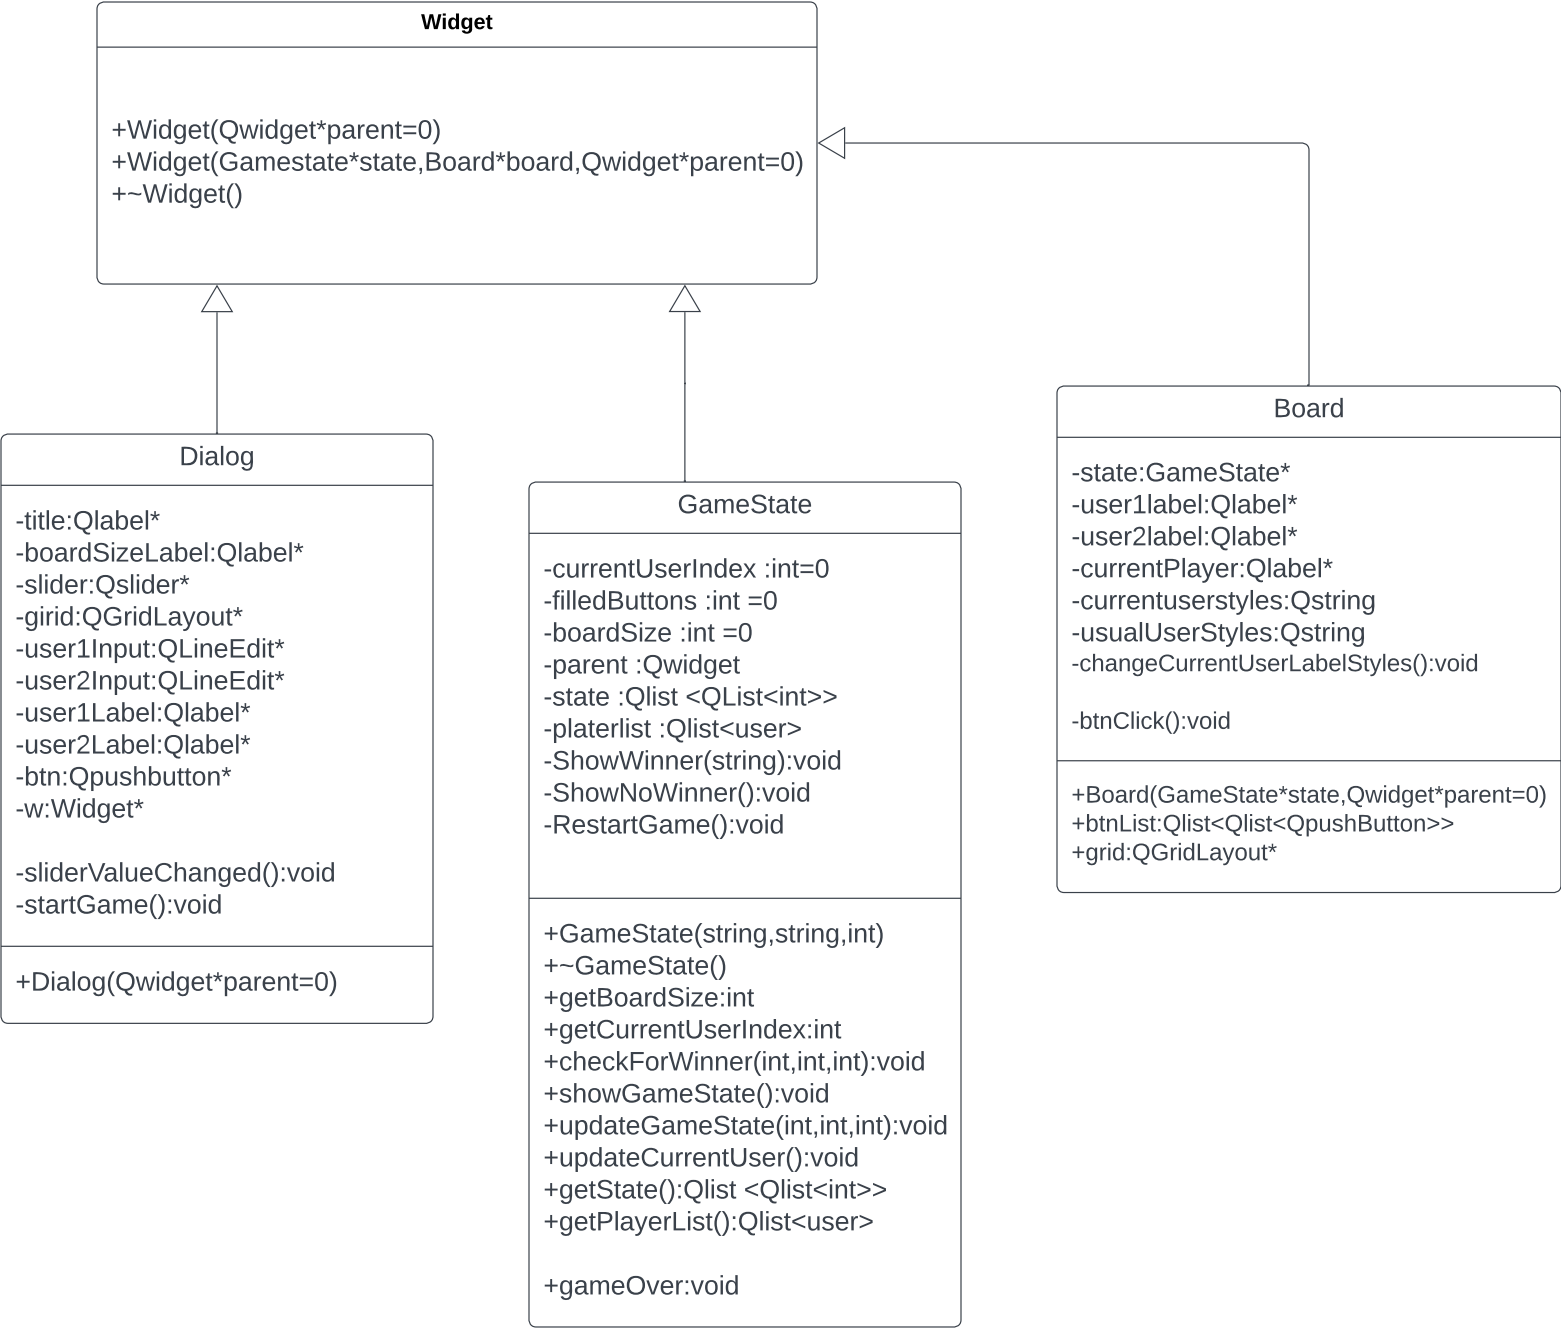 Widget
+Widget(Qwidget*parent=0)
+Widget(Gamestate*state,Board*board,Qwidget*parent=0)
+~Widget()
Dialog
-title:Qlabel*
-boardSizeLabel:Qlabel*
-slider:Qslider*
-girid:QGridLayout*
-user1Input:QLineEdit*
-user2Input:QLineEdit*
-user1Label:Qlabel*
-user2Label:Qlabel*
-btn:Qpushbutton*
-w:Widget*
-sliderValueChanged():void
-startGame():void
+Dialog(Qwidget*parent=0)
GameState
-currentUserIndex :int=0
-filledButtons :int =0
-boardSize :int =0
-parent :Qwidget
-state :Qlist <QList<int>>
-platerlist :Qlist<user>
-ShowWinner(string):void
-ShowNoWinner():void
-RestartGame():void
+GameState(string,string,int)
+~GameState()
+getBoardSize:int
+getCurrentUserIndex:int
+checkForWinner(int,int,int):void
+showGameState():void
+updateGameState(int,int,int):void
+updateCurrentUser():void
+getState():Qlist <Qlist<int>>
+getPlayerList():Qlist<user>
+gameOver:void
Board
-state:GameState*
-user1label:Qlabel*
-user2label:Qlabel*
-currentPlayer:Qlabel*
-currentuserstyles:Qstring
-usualUserStyles:Qstring
-changeCurrentUserLabelStyles():void
-btnClick():void
+Board(GameState*state,Qwidget*parent=0)
+btnList:Qlist<Qlist<QpushButton>>
+grid:QGridLayout*